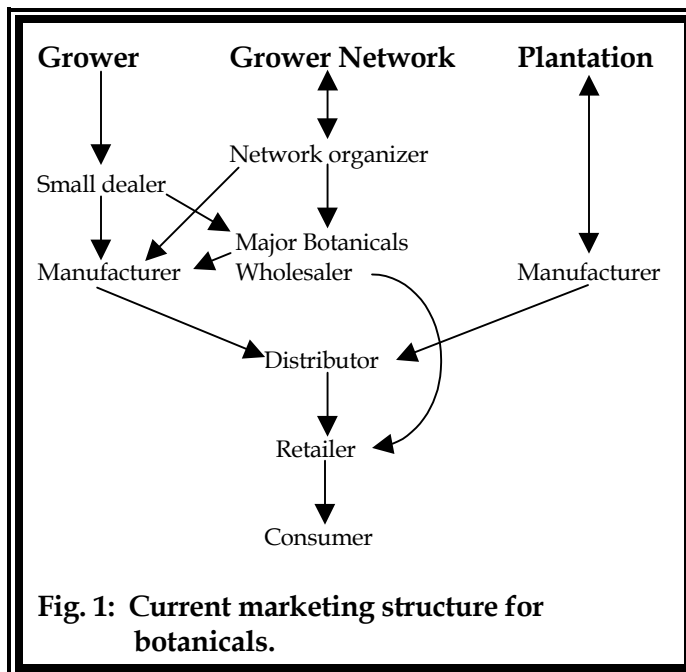 Grower Grower Network Plantation
Network organizer
Small dealer
Major Botanicals
Wholesaler
Manufacturer
Manufacturer
Distributor
Retailer
Consumer
Fig. 1: Current marketing structure for
botanicals.